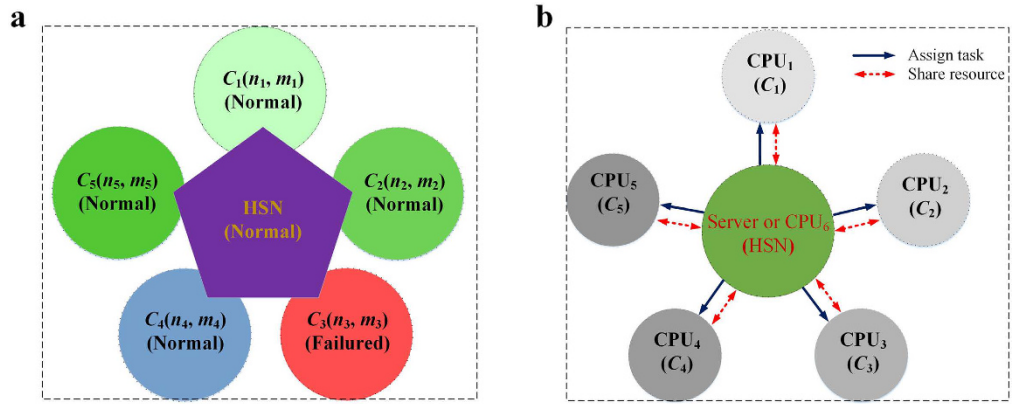 a
C₁(n₁, m₁)
(Normal)
C₅(n₅, m₅)
(Normal)
C₂(n₂, m₂)
(Normal)
HSN
(Normal)
C₄(n₄, m₄)
(Normal)
C₃(n₃, m₃)
(Failured)
b
Assign task
Share resource
CPU₁
(C₁)
CPU₅
(C₅)
CPU₂
(C₂)
Server or CPU₆
(HSN)
CPU₄
(C₄)
CPU₃
(C₃)